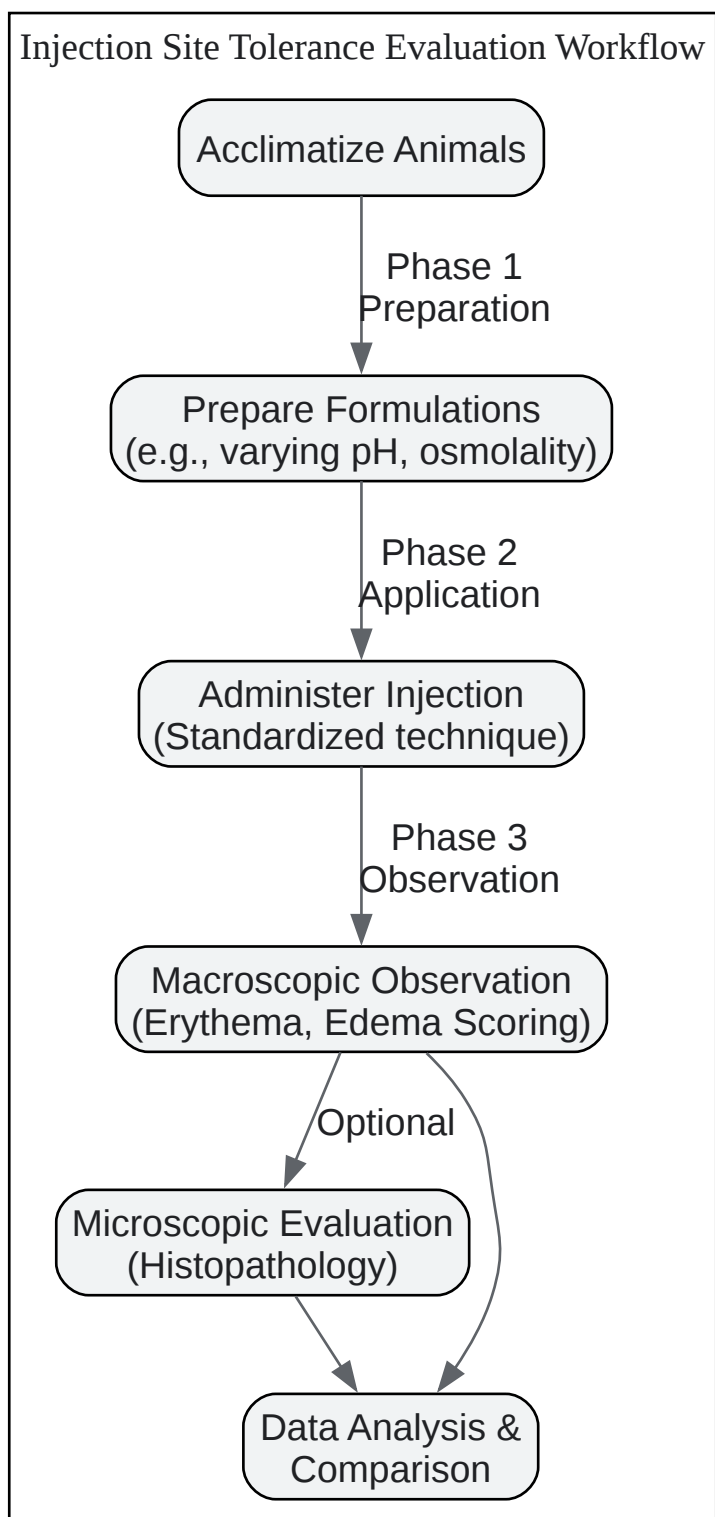 Injection Site Tolerance Evaluation Workflow
Acclimatize Animals
Phase 1
Preparation
Prepare Formulations
(e.g., varying pH, osmolality)
Phase 2
Application
Administer Injection
(Standardized technique)
Phase 3
Observation
Macroscopic Observation
(Erythema, Edema Scoring)
Optional
Microscopic Evaluation
(Histopathology)
Data Analysis &
Comparison